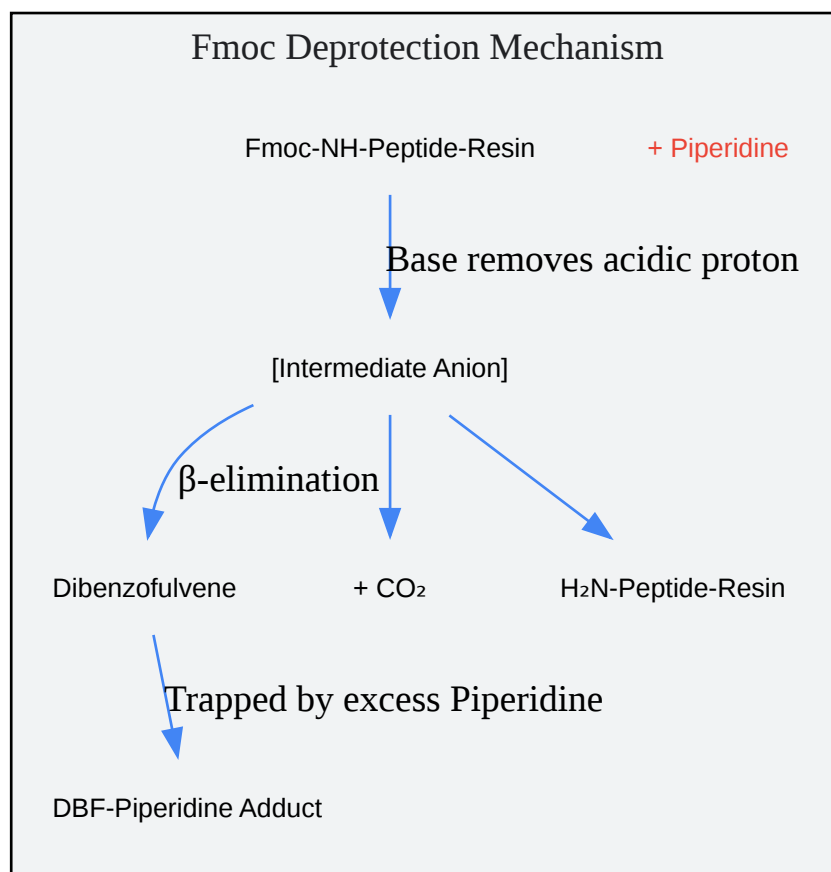 Fmoc Deprotection Mechanism
Fmoc-NH-Peptide-Resin + Piperidine
Base removes acidic proton
[Intermediate Anion]
β-elimination
Dibenzofulvene + CO₂ H₂N-Peptide-Resin
Trapped by excess Piperidine
DBF-Piperidine Adduct